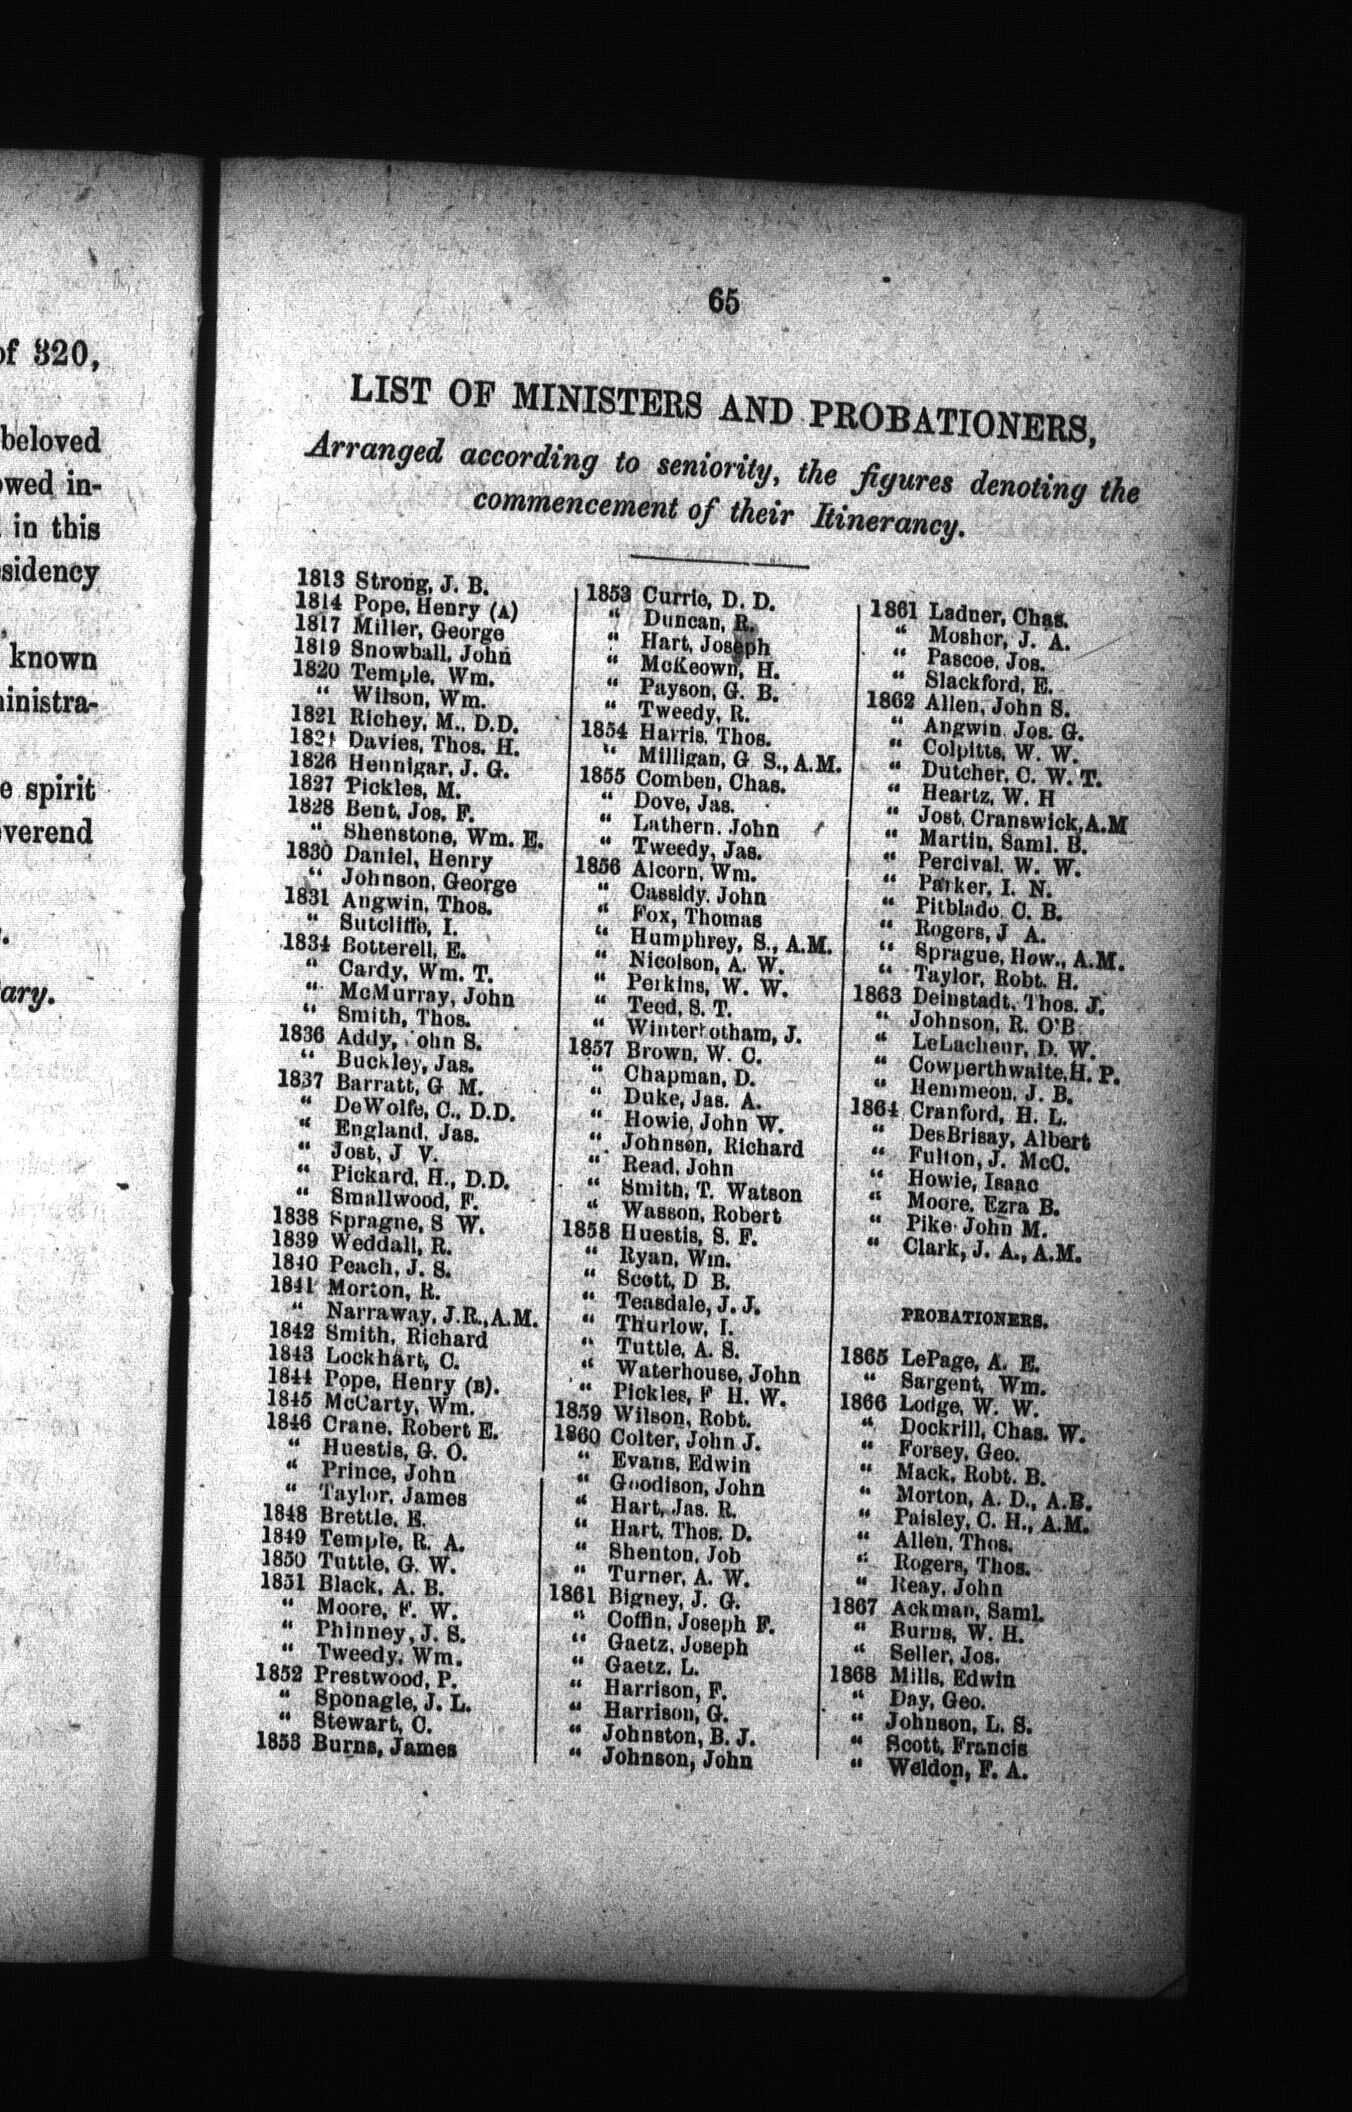 of 320,
beloved
owed in-
in this
sidency
known
inistra-
e spirit
everend
ary.
65
LIST OF MINISTERS AND PROBATIONERS,
Arranged according to seniority, the figures denoting the
commencement of their Itinerancy.
1813 Strong, J. B.
1814 Pope, Henry (A)
1817 Miller, George
1819 Snowball, John
1820 Temple, Wm.
" Wilson, Wm.
1821 Richey, M., D.D.
Davies, Thos. H.
1826 Hennigar, J. G.
1827 Pickles, M.
1828 Bent, Jos. F.
" Shenstone, Wm. E.
1830 Daniel, Henry
" Johnson, George
1831 Angwin, Thos.
" Sutcliffe, I.
1834 Botterell, E.
" Cardy, Wm. T.
" McMurray, John
" Smith, Thos.
1836 Addy, ohn S.
" Buckley, Jas.
1837 Barratt, G M.
" DeWolfe, C., D.D.
" England, Jas.
" Jost, J V.
" Pickard, H., D.D.
" Smallwood, F.
1838 Sprague, S W.
1839 Weddall, R.
1840 Peach, J. S.
1841 Morton, R.
" Narraway, J.R., A.M.
1842 Smith, Richard
1843 Lockhart, C.
1844 Pope, Henry (B).
1845 McCarty, Wm.
1846 Crane, Robert E.
" Huestis, G. O.
" Prince, John
" Taylor, James
1848 Brettle, E.
1849 Temple, R. A.
1850 Tuttle, G. W.
1851 Black, A. B.
" Moore, F. W.
" Phinney, J. S.
" Tweedy, Wm.
1852 Prestwood, P.
" Sponagle, J. L.
" Stewart, C.
1853 Burns, James
1853 Currie, D. D.
" Duncan, R.
" Hart, Joseph
" McKeown, H.
" Payson, G. B.
" Tweedy, R.
1854 Harris, Thos.
" Milligan, G S., A.M.
1855 Comben, Chas.
" Dove, Jas.
" Lathern. John
" Tweedy, Jas.
1856 Alcorn, Wm.
" Cassidy, John
" Fox, Thomas
" Humphrey, S., A.M.
" Nicolson, A. W.
" Perkins, W. W.
" Teed, S. T.
" Winterbotham, J.
1857 Brown, W. C.
" Chapman, D.
" Duke, Jas. A.
" Howie, John W.
" Johnson, Richard
" Read, John
" Smith, T. Watson
" Wasson, Robert
1858 Huestis, S. F.
" Ryan, Wm.
" Scott, D B.
" Teasdale, J. J.
" Thurlow, I.
" Tuttle, A. S.
" Waterhouse, John
" Pickles, F H. W.
1859 Wilson, Robt.
1860 Colter, John J.
" Evans, Edwin
" Goodison, John
" Hart, Jas. R.
" Hart, Thos. D.
" Shenton, Job
" Turner, A. W.
1861 Bigney, J. G.
" Coffin, Joseph F.
" Gaetz, Joseph
" Gaetz, L.
" Harrison, F.
" Harrison, G.
" Johnston, B. J.
" Johnson, John
1861 Ladner, Chas.
" Mosher, J. A.
" Pascoe, Jos.
" Slackford, E.
1862 Allen, John S.
" Angwin, Jos. G.
" Colpitts, W. W.
" Dutcher, C. W. T.
" Heartz, W. H
" Jost, Cranswick, A.M
" Martin, Saml. B.
" Percival, W. W.
" Parker, I. N.
" Pitblado, C. B.
" Rogers, J A.
" Sprague, How., A.M.
" Taylor, Robt. H.
1863 Deinstadt, Thos. J.
" Johnson, R. O'B.
" LeLacheur, D. W.
" Cowperthwaite, H. P.
" Hemmeon, J. B.
1864 Cranford, H. L.
" DesBrisay, Albert
" Fulton, J. McC.
" Howie, Isaac
" Moore, Ezra B.
" Pike, John M.
" Clark, J. A., A.M.
PROBATIONERS.
1865 LePage, A. E.
" Sargent, Wm.
1866 Lodge, W. W.
" Dockrill, Chas. W.
" Forsey, Geo.
" Mack, Robt. B.
" Morton, A. D., A.B.
" Paisley, C. H., A.M.
" Allen, Thos.
" Rogers, Thos.
" Reay, John
1867 Ackman, Saml.
" Burns, W. H.
" Seller, Jos.
1868 Mills, Edwin
" Day, Geo.
" Johnson, L. S.
" Scott, Francis
" Weldon, F. A.